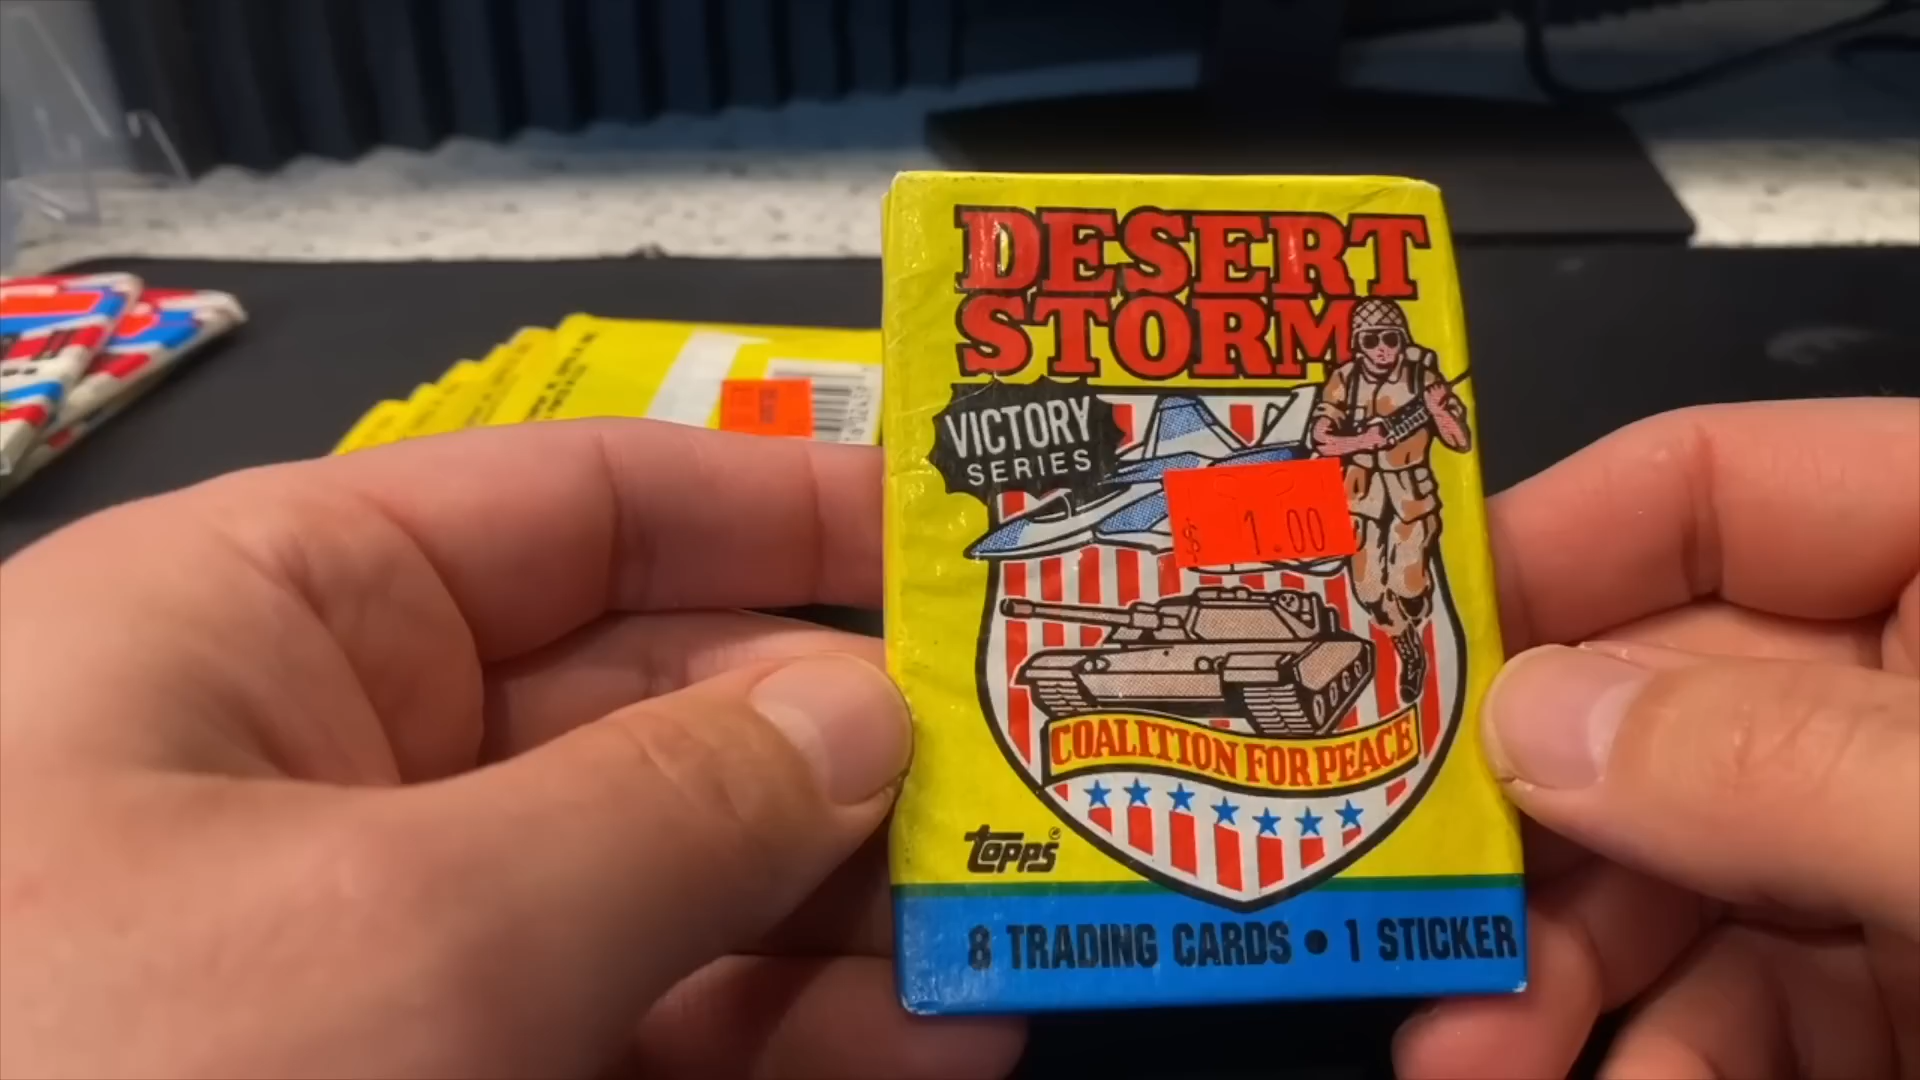 DESERT
STORM
VICTORY
SERIES
$ 1.00
COALITION FOR PEACE
TOPPS®
8 TRADING CARDS • 1 STICKER